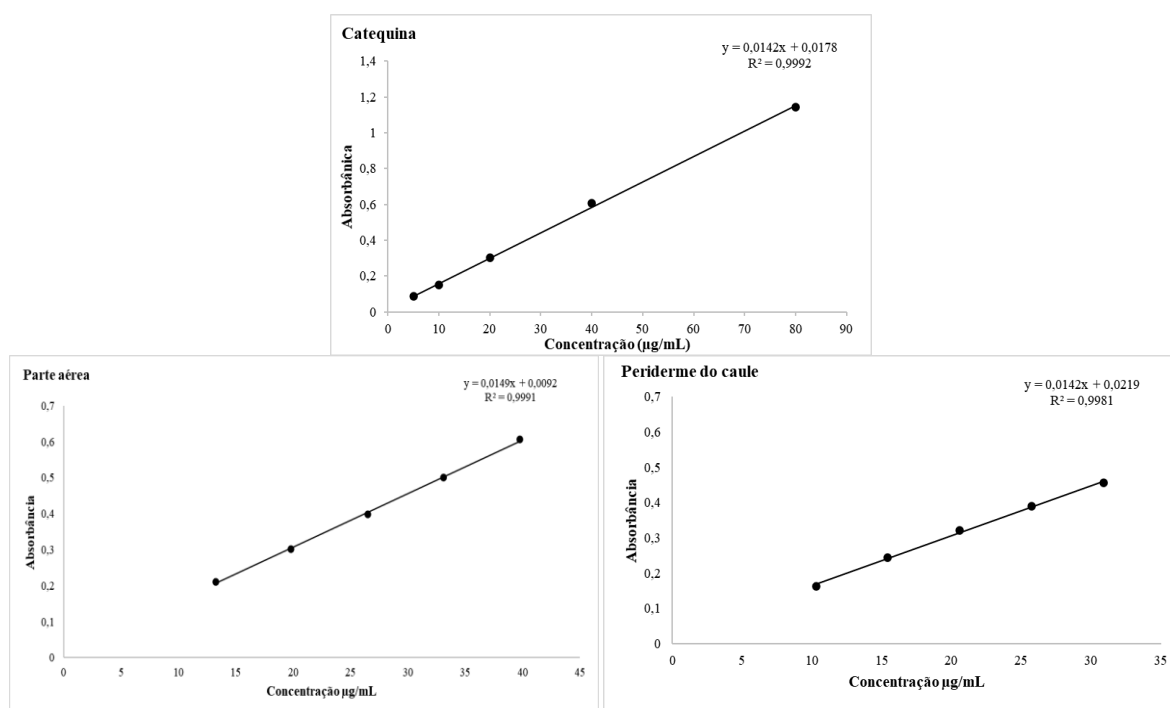 Catequina
y = 0,0142x + 0,0178
R² = 0,9992
1,4
1,2
1
0,8
0,6
0,4
0,2
0
Absorbânica
0 10 20 30 40 50 60 70 80 90
Concentração (µg/mL)
Parte aérea
y = 0,0149x + 0,0092
R² = 0,9991
0,7
0,6
0,5
0,4
0,3
0,2
0,1
0
Absorbância
0 5 10 15 20 25 30 35 40 45
Concentração µg/mL
Periderme do caule
y = 0,0142x + 0,0219
R² = 0,9981
0,7
0,6
0,5
0,4
0,3
0,2
0,1
0
Absorbância
0 5 10 15 20 25 30 35
Concentração µg/mL